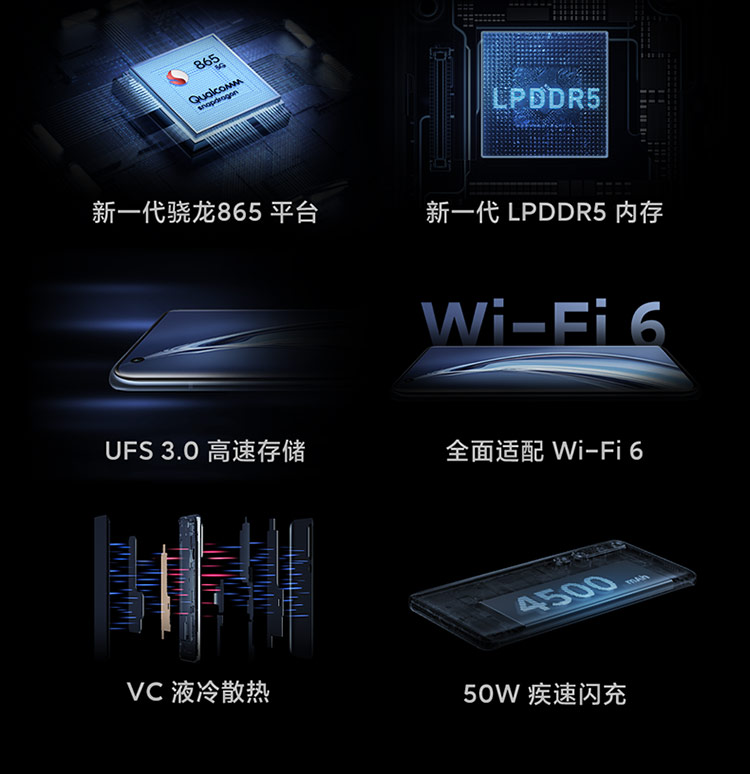 865
5G
Qualcomm
snapdragon
LPDDR5
新一代骁龙865 平台
新一代 LPDDR5 内存
Wi-Fi 6
UFS 3.0 高速存储
全面适配 Wi-Fi 6
4500 mAh
VC 液冷散热
50W 疾速闪充